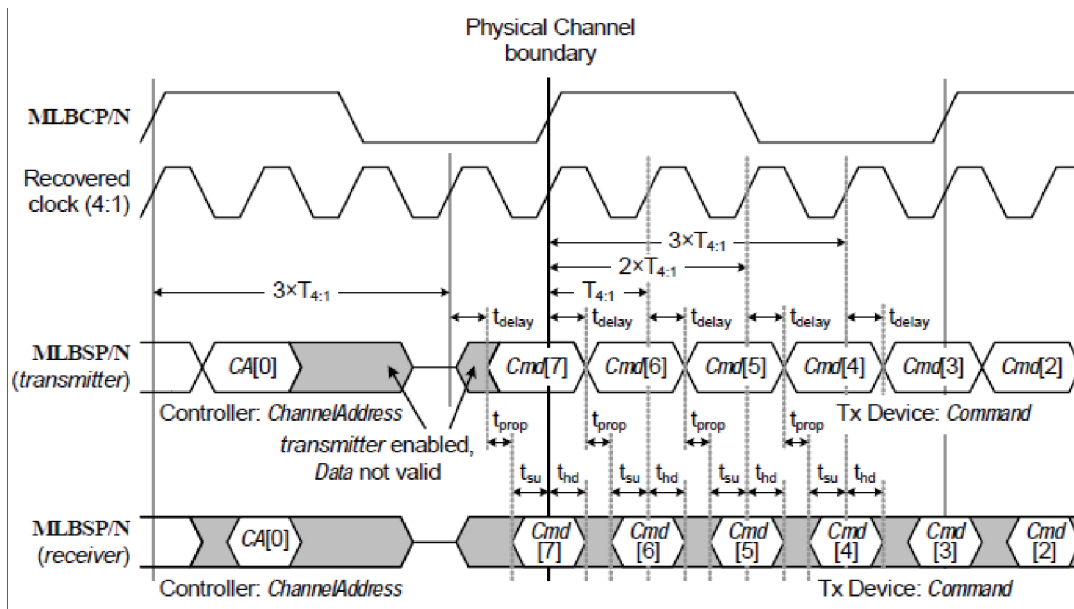 Physical Channel
boundary
MLBCP/N
Recovered
clock (4:1)
3×T4:1
2×T4:1
3×T4:1
T4:1
tdelay
tdelay
tdelay
tdelay
tdelay
MLBSP/N
(transmitter)
CA[0]
Cmd[7]
Cmd[6]
Cmd[5]
Cmd[4]
Cmd[3]
Cmd[2]
Controller: ChannelAddress
Tx Device: Command
transmitter enabled,
Data not valid
tprop
tprop
tprop
tprop
tsu
thd
tsu
thd
tsu
thd
tsu
thd
MLBSP/N
(receiver)
CA[0]
Cmd
[7]
Cmd
[6]
Cmd
[5]
Cmd
[4]
Cmd
[3]
Cmd
[2]
Controller: ChannelAddress
Tx Device: Command